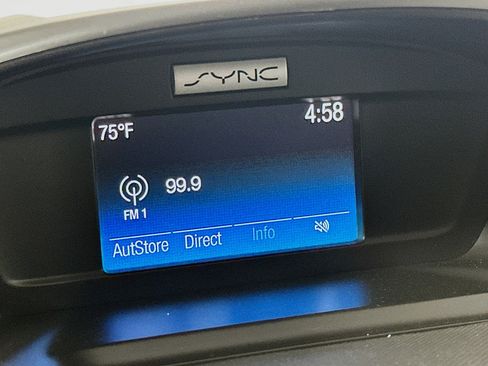 SYNC
75°F 4:58
99.9
FM 1
AutStore Direct Info